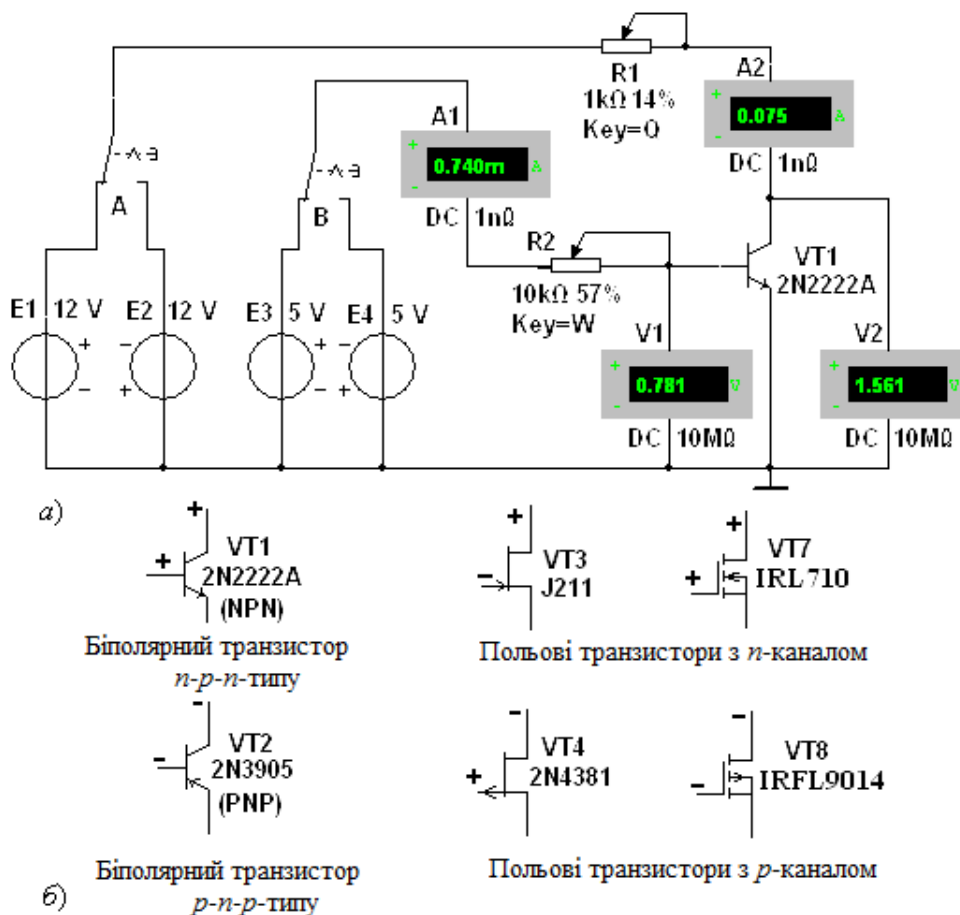 R1
1kΩ 14%
Key=Q
A2
+
0.075 A
-
DC 1nΩ
A1
+
0.740m A
-
DC 1nΩ
A
B
R2
10kΩ 57%
Key=W
VT1
2N2222A
E1 12 V
E2 12 V
E3 5 V
E4 5 V
+ - + -
- + - +
V1
+
0.781 V
-
DC 10MΩ
V2
+
1.561 V
-
DC 10MΩ
а)
+
+
VT1
2N2222A
(NPN)
Біполярний транзистор
n-p-n-типу
+
-
VT3
J211
+
+
VT7
IRL710
Польові транзистори з n-каналом
-
-
VT2
2N3905
(PNP)
Біполярний транзистор
p-n-p-типу
-
+
VT4
2N4381
-
-
VT8
IRFL9014
Польові транзистори з p-каналом
б)